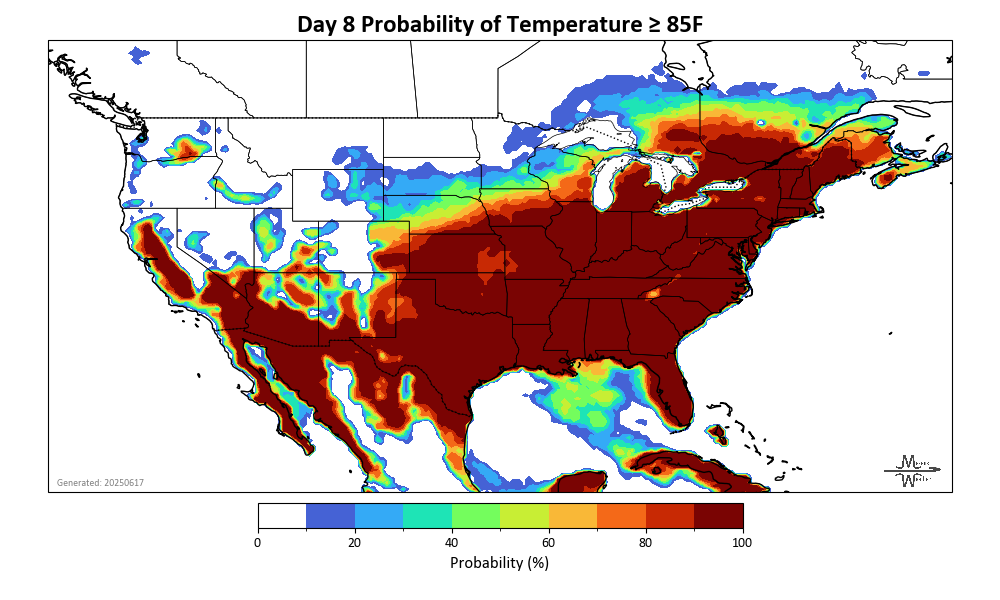 Day 8 Probability of Temperature ≥ 85F
Generated: 20250617
0 20 40 60 80 100
Probability (%)